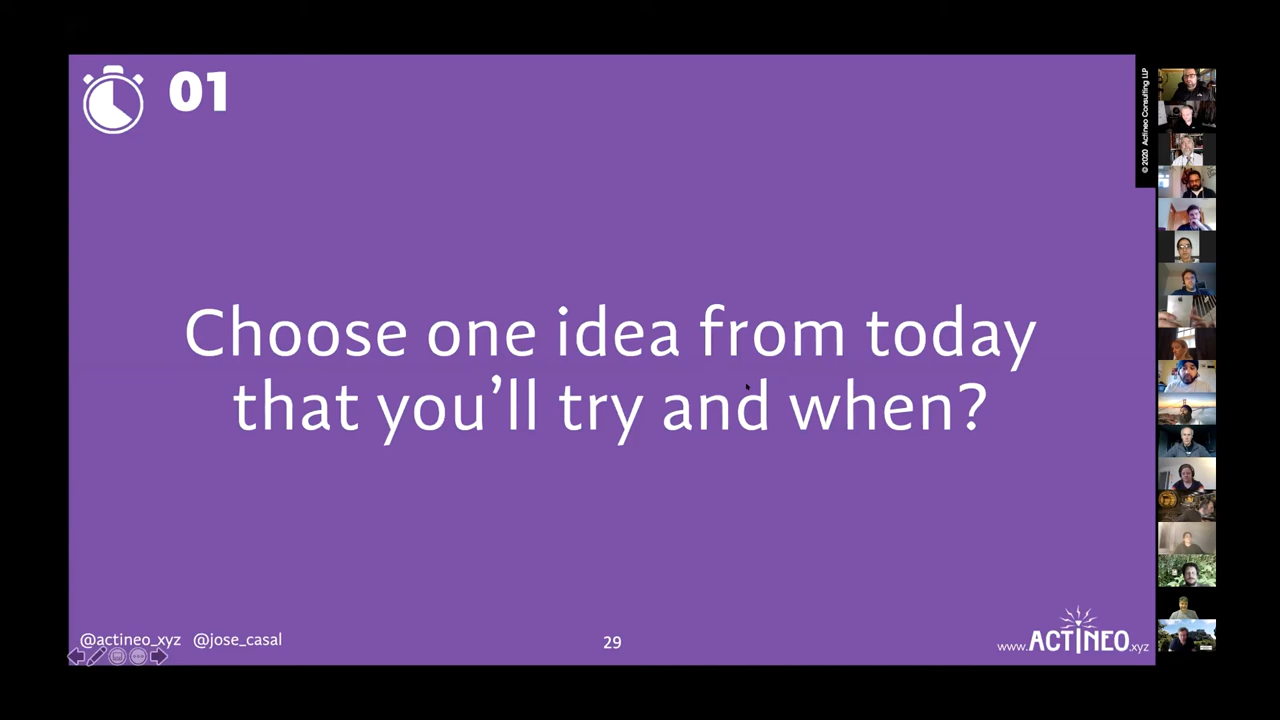 01
© 2020 Actineo Consulting LLP
Choose one idea from today
that you’ll try and when?
@actineo_xyz @jose_casal
29
www.ACTINEO.xyz